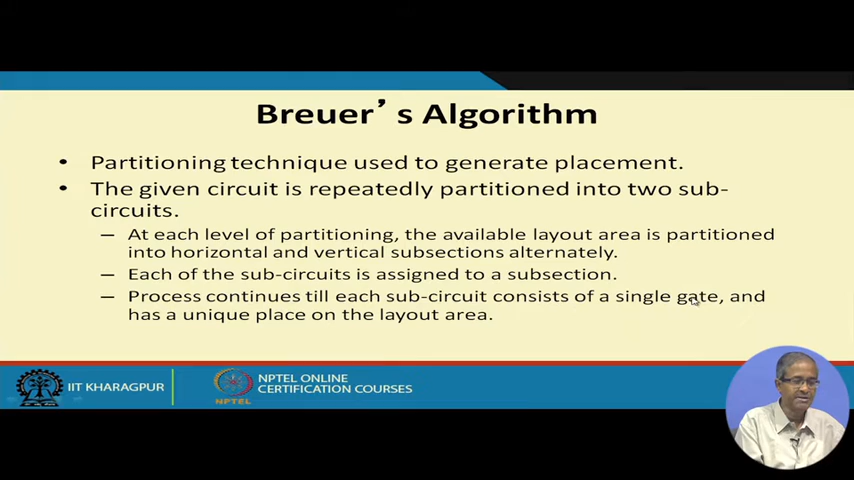 Breuer's Algorithm
• Partitioning technique used to generate placement.
• The given circuit is repeatedly partitioned into two sub-
circuits.
– At each level of partitioning, the available layout area is partitioned
into horizontal and vertical subsections alternately.
– Each of the sub-circuits is assigned to a subsection.
– Process continues till each sub-circuit consists of a single gate, and
has a unique place on the layout area.
IIT KHARAGPUR
NPTEL
NPTEL ONLINE
CERTIFICATION COURSES